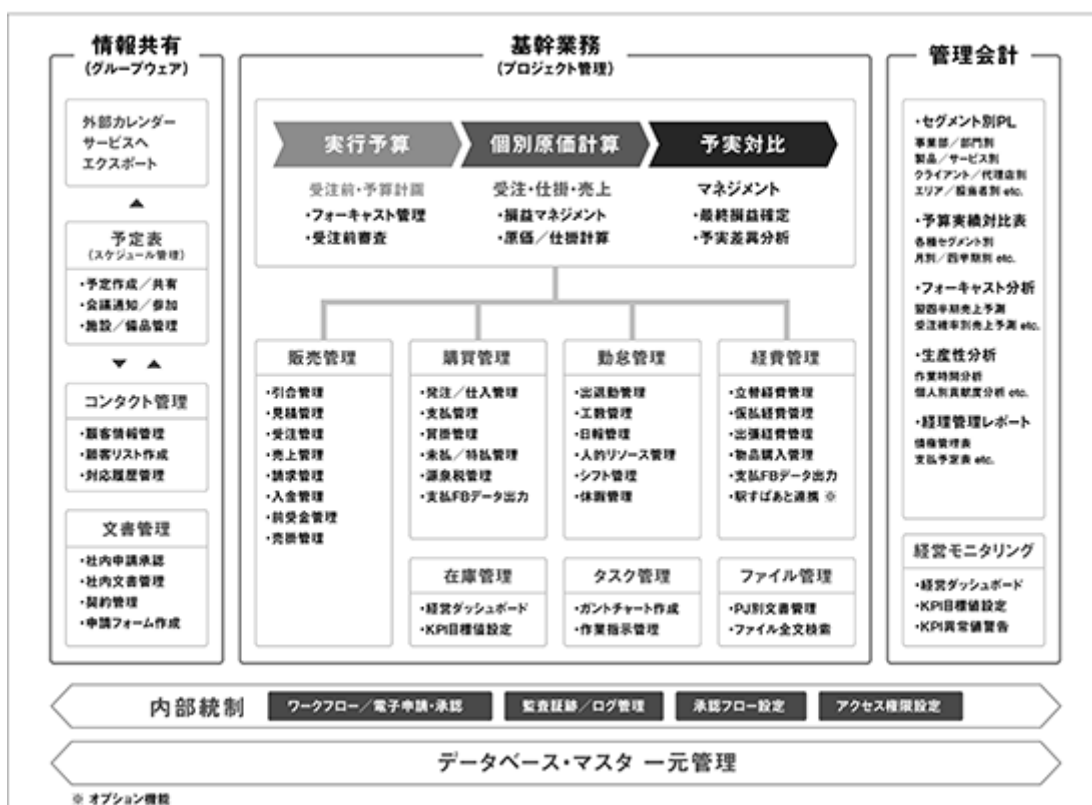 情報共有
(グループウェア)
外部カレンダー
サービスへ
エクスポート
予定表
(スケジュール管理)
・予定作成／共有
・会議通知／参加
・施設／備品管理
コンタクト管理
・顧客情報管理
・顧客リスト作成
・対応履歴管理
文書管理
・社内申請承認
・社内文書管理
・契約管理
・申請フォーム作成
基幹業務
(プロジェクト管理)
実行予算
個別原価計算
予実対比
受注前・予算計画
・フォーキャスト管理
・受注前審査
受注・仕掛・売上
・損益マネジメント
・原価／仕掛計算
マネジメント
・最終損益確定
・予実差異分析
販売管理
・引合管理
・見積管理
・受注管理
・売上管理
・請求管理
・入金管理
・前受金管理
・売掛管理
購買管理
・発注／仕入管理
・支払管理
・買掛管理
・未払／特払管理
・源泉税管理
・支払FBデータ出力
勤怠管理
・出退勤管理
・工数管理
・日報管理
・人的リソース管理
・シフト管理
・休暇管理
経費管理
・立替経費管理
・仮払経費管理
・出張経費管理
・物品購入管理
・支払FBデータ出力
・駅すぱあと連携 ※
在庫管理
・経営ダッシュボード
・KPI目標値設定
タスク管理
・ガントチャート作成
・作業指示管理
ファイル管理
・PJ別文書管理
・ファイル全文検索
管理会計
・セグメント別PL
事業部／部門別
製品／サービス別
クライアント／代理店別
エリア／担当者別 etc.
・予算実績対比表
各種セグメント別
月別／四半期別 etc.
・フォーキャスト分析
翌四半期売上予測
受注確率別売上予測 etc.
・生産性分析
作業時間分析
個人別貢献度分析 etc.
・経理管理レポート
債権管理表
支払予定表 etc.
経営モニタリング
・経営ダッシュボード
・KPI目標値設定
・KPI異常値警告
内部統制
ワークフロー／電子申請・承認
監査証跡／ログ管理
承認フロー設定
アクセス権限設定
データベース・マスタ 一元管理
※ オプション機能